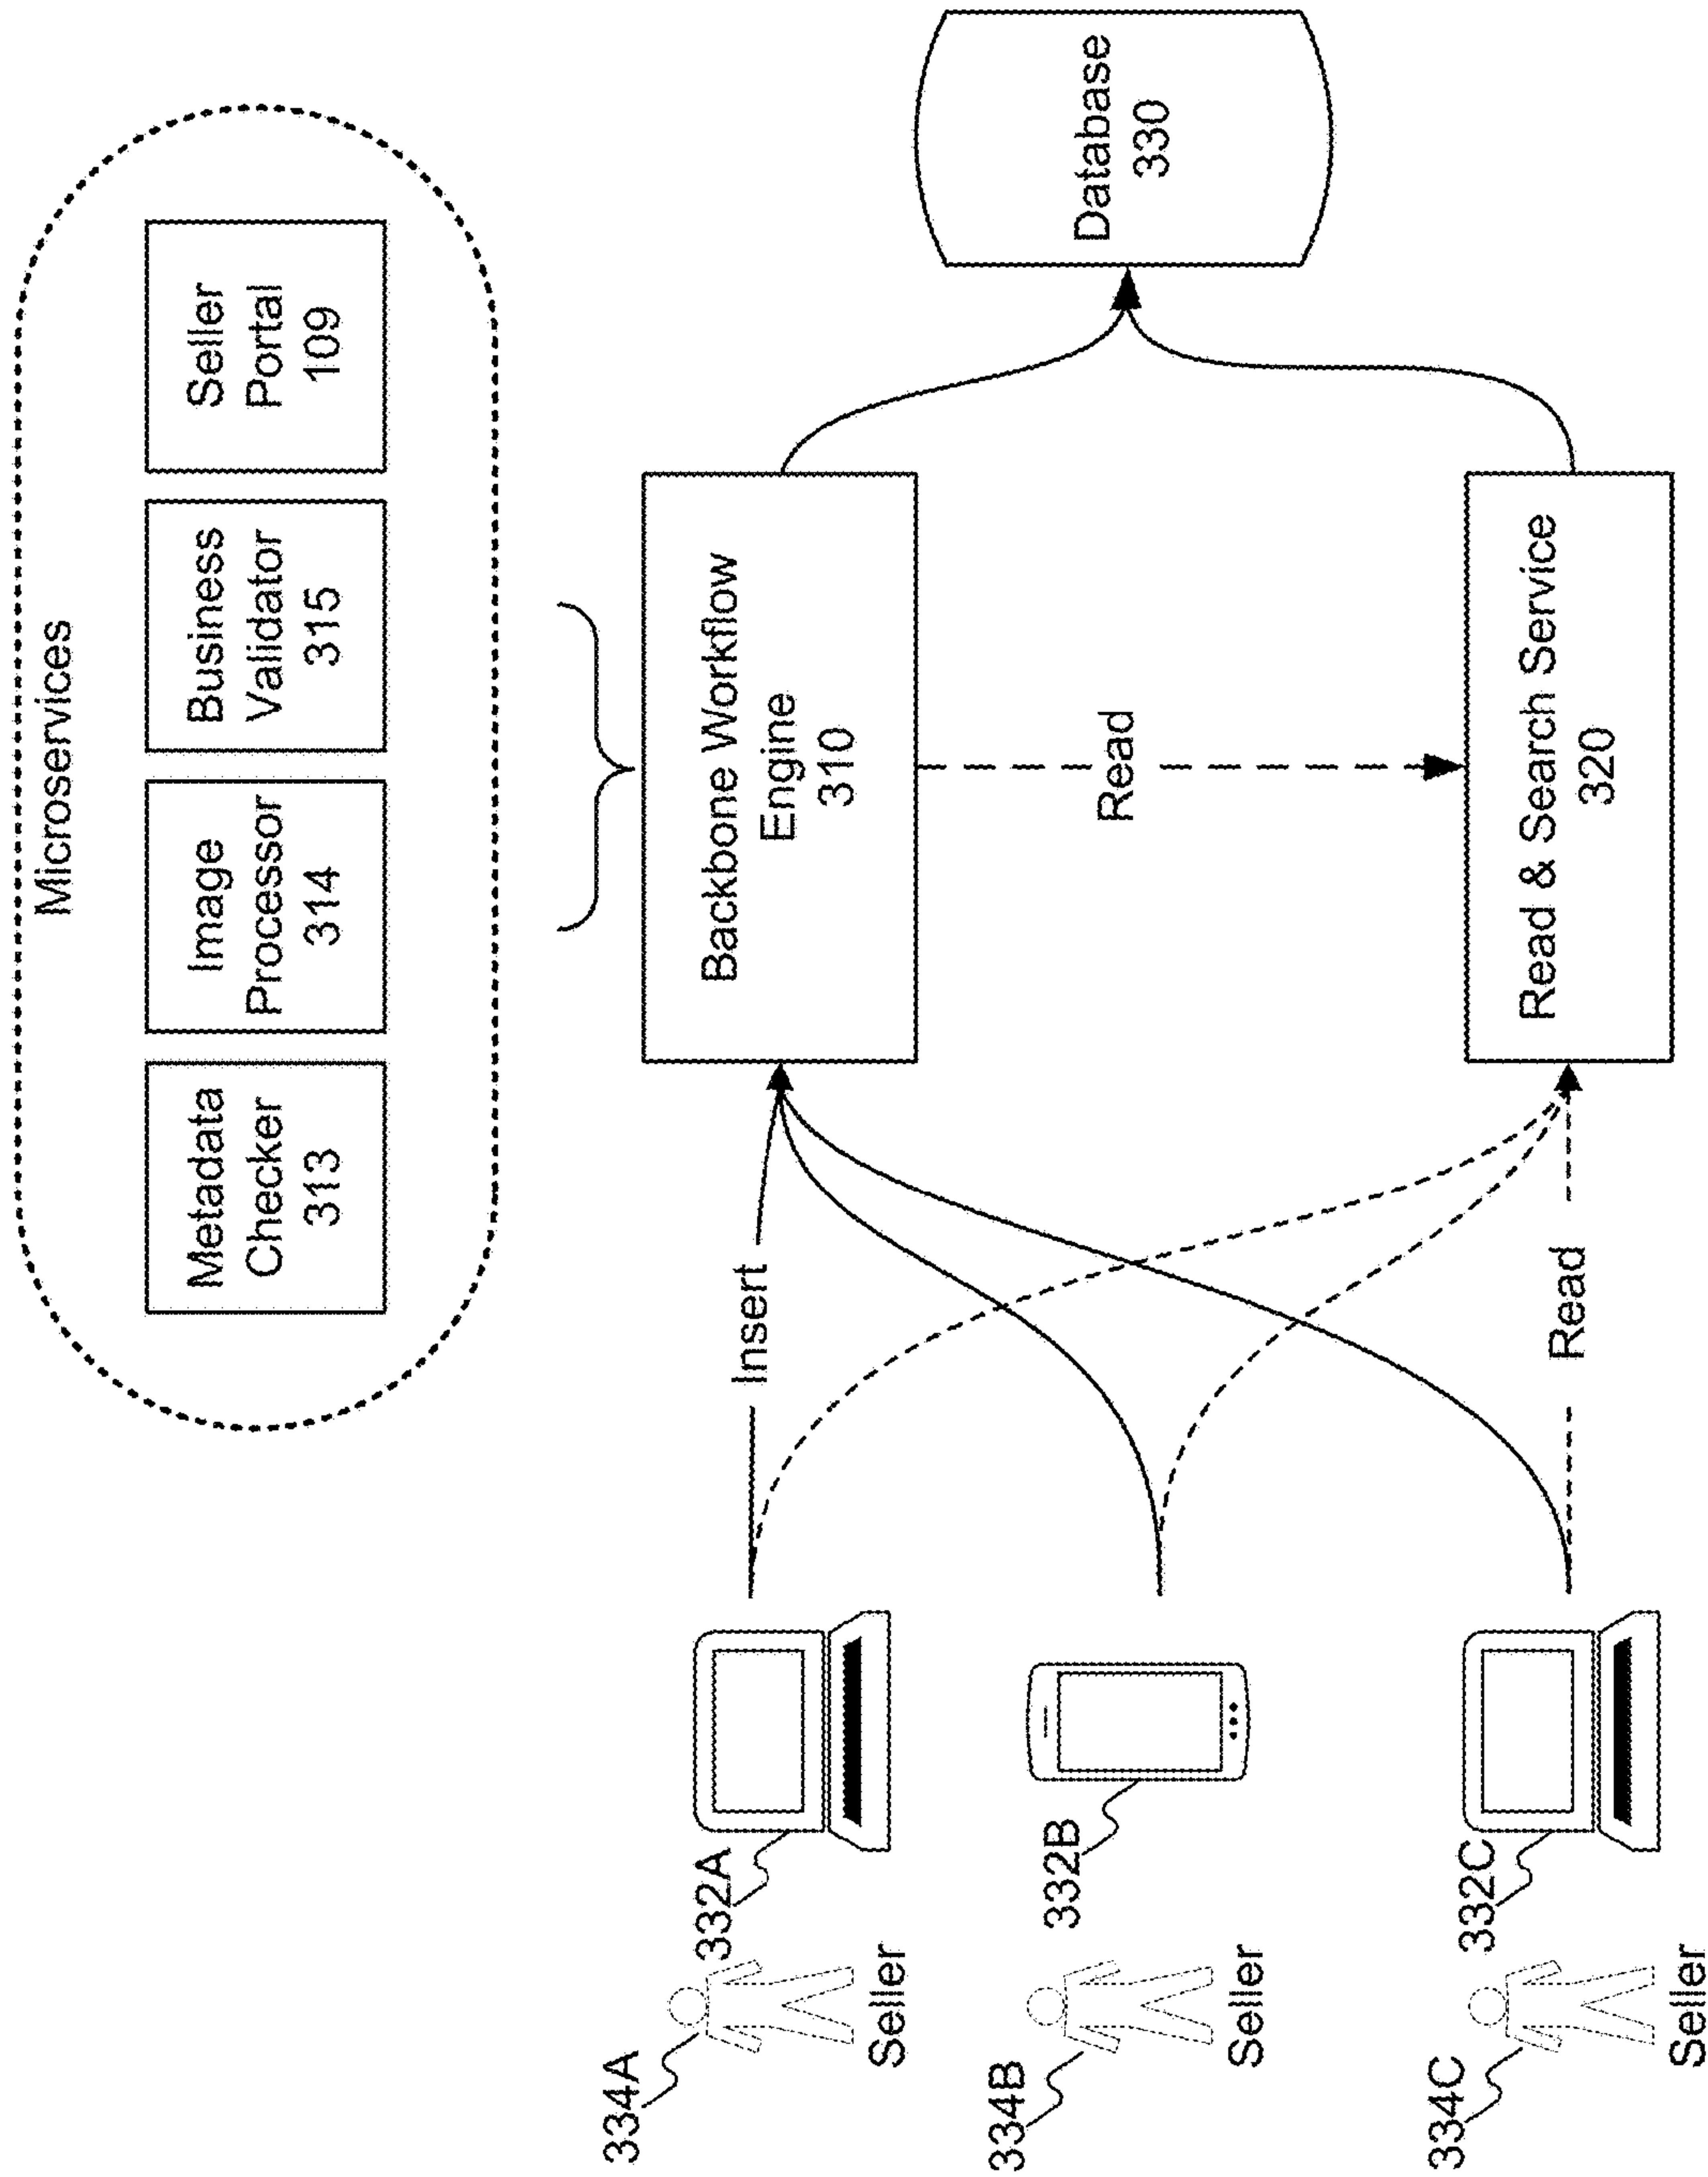 Microservices
Metadata
Checker
313
Image
Processor
314
Business
Validator
315
Seller
Portal
109
334A
332A
Seller
Insert
Backbone Workflow
Engine
310
334B
332B
Seller
Read
Database
330
334C
332C
Seller
Read
Read & Search Service
320